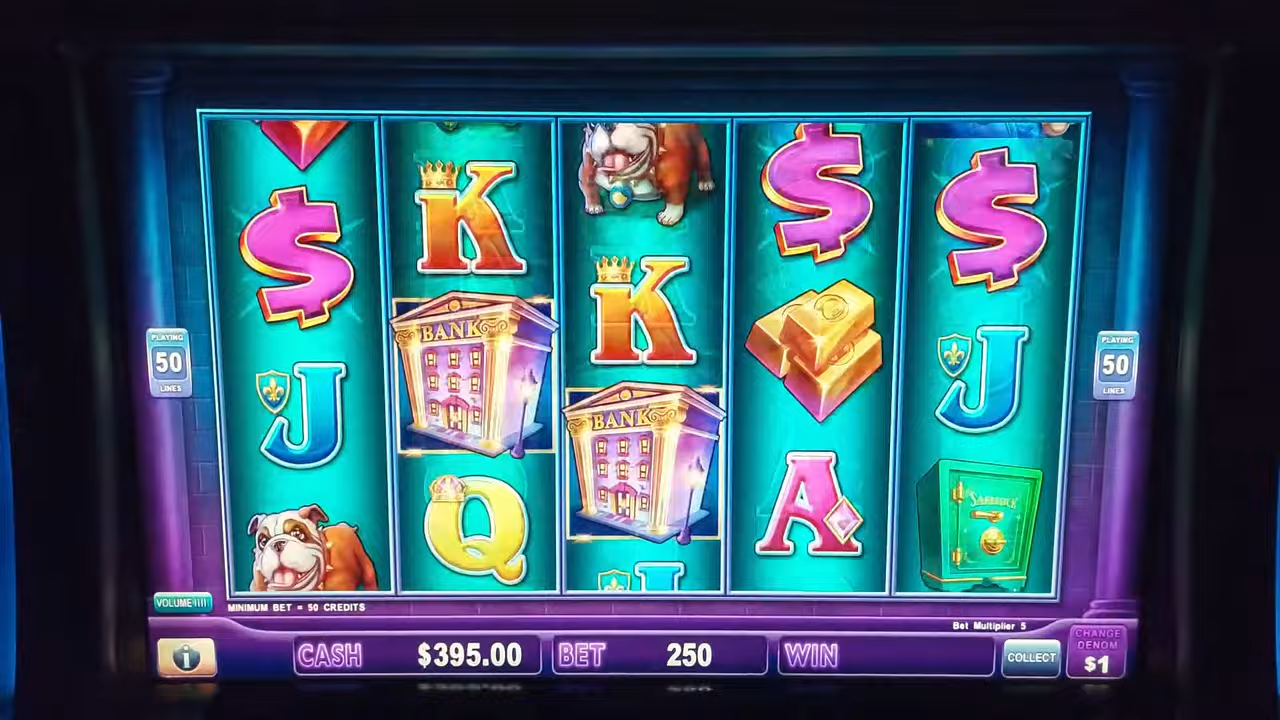 K
$
$
$
K
BANK
PLAYING
50
LINES
PLAYING
50
LINES
J
J
BANK
Q
A
J
VOLUME
MINIMUM BET = 50 CREDITS
Bet Multiplier 5
CASH $395.00
BET 250
WIN
COLLECT
CHANGE
DENOM
$1
i